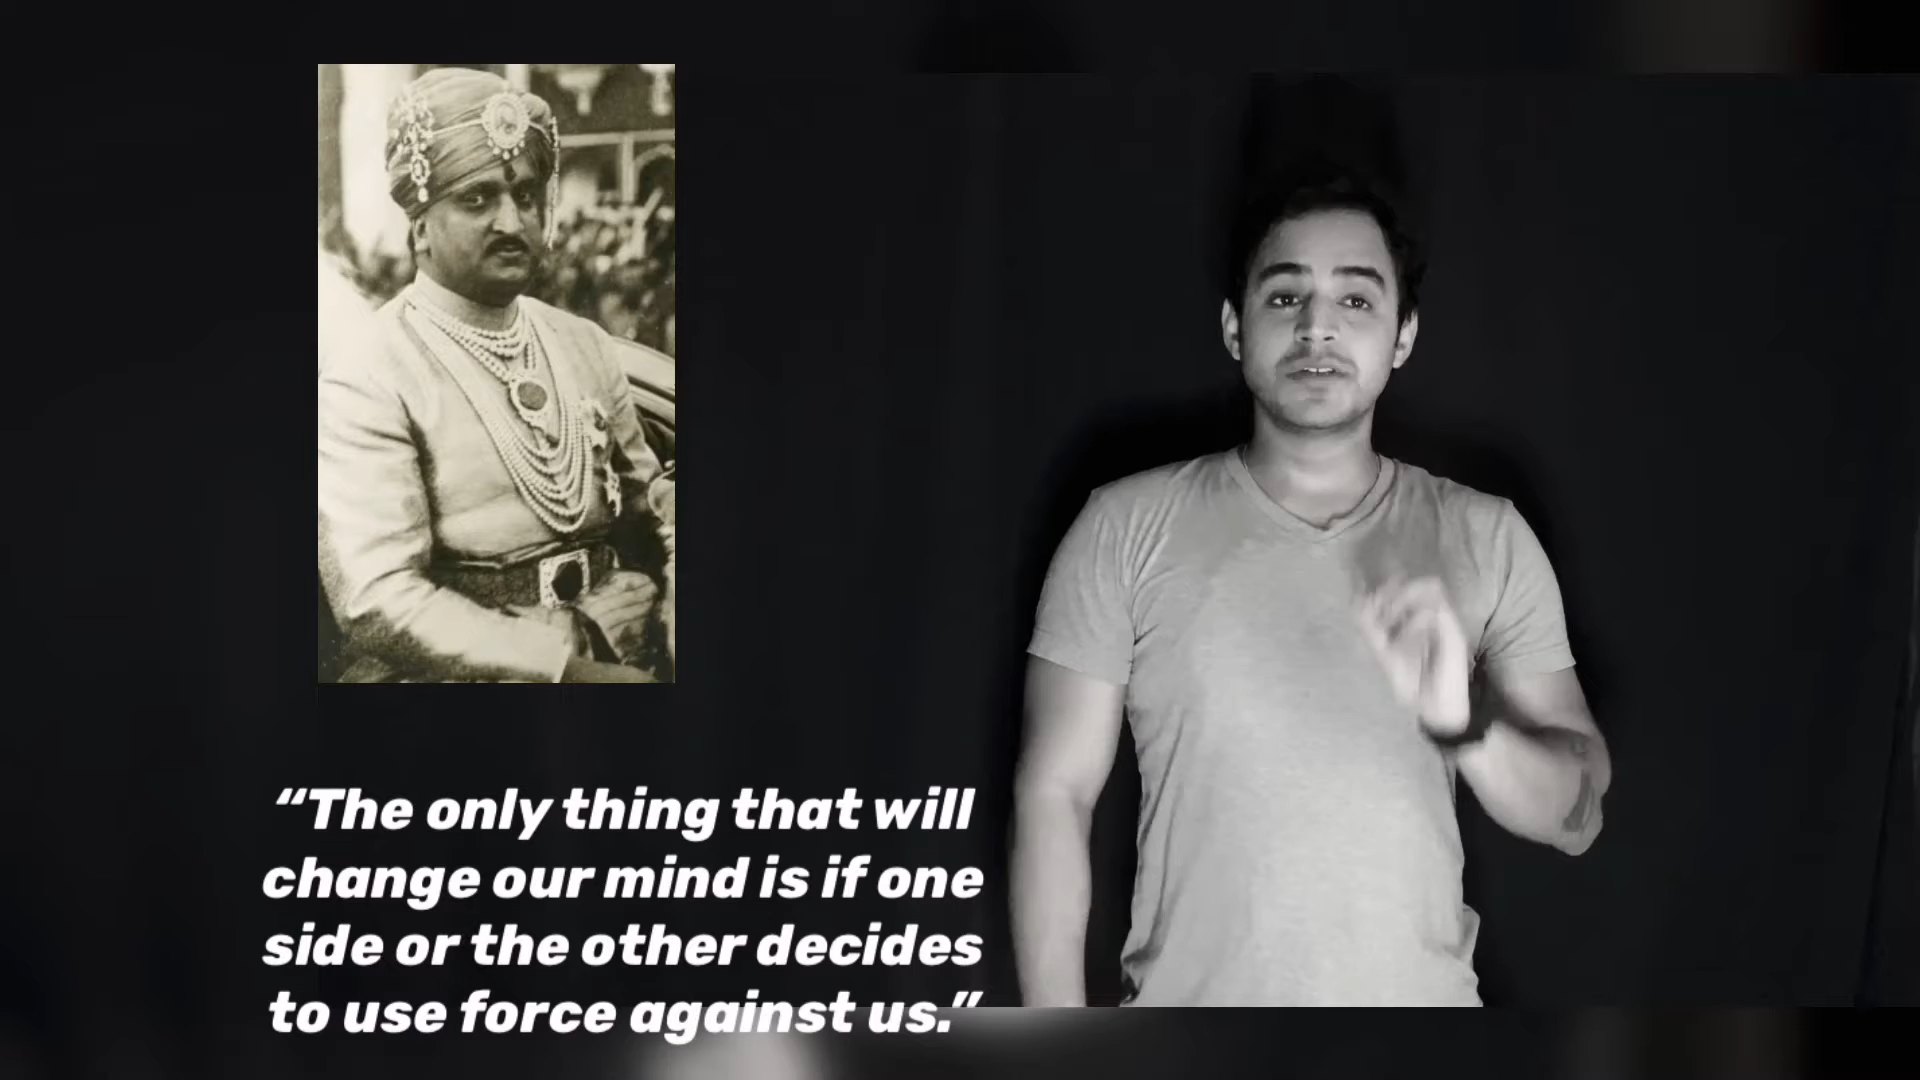 “The only thing that will
change our mind is if one
side or the other decides
to use force against us.”